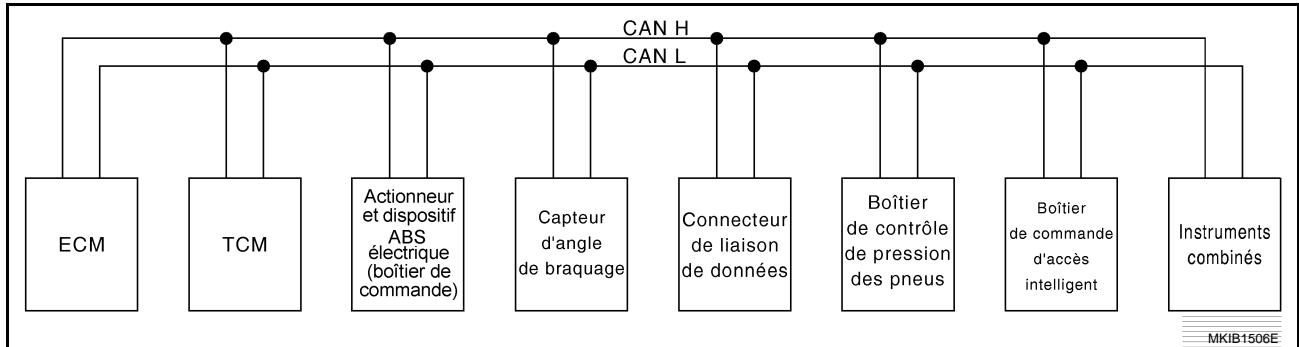 CAN H
CAN L
ECM
TCM
Actionneur
et dispositif
ABS
électrique
(boîtier de
commande)
Capteur
d'angle
de braquage
Connecteur
de liaison
de données
Boîtier
de contrôle
de pression
des pneus
Boîtier
de commande
d'accès
intelligent
Instruments
combinés
MKIB1506E